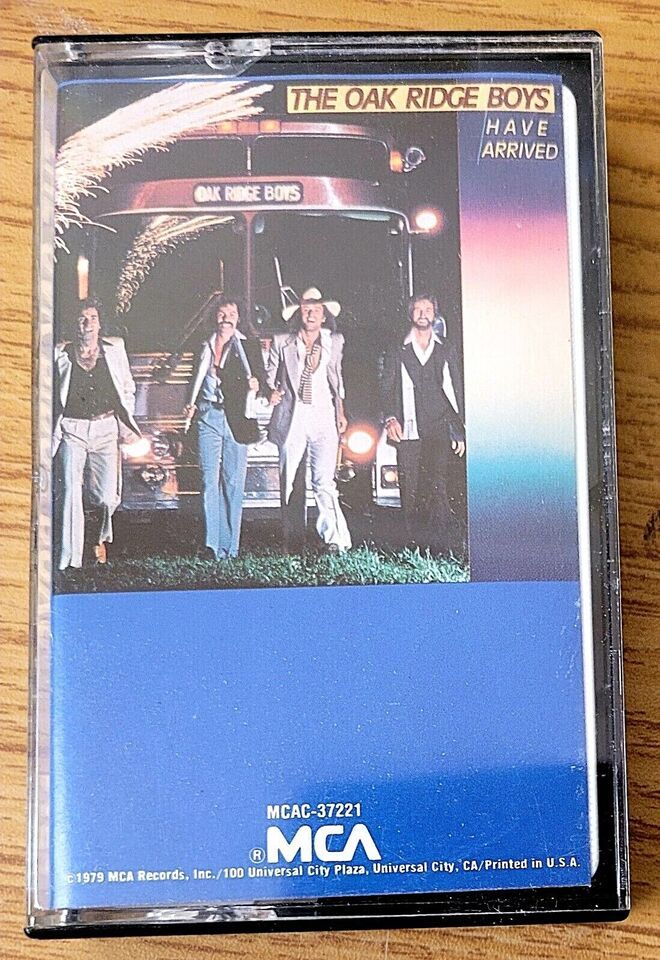 THE OAK RIDGE BOYS
HAVE
ARRIVED
OAK RIDGE BOYS
MCAC-37221
® MCA
©1979 MCA Records, Inc./100 Universal City Plaza, Universal City, CA/Printed in U.S.A.